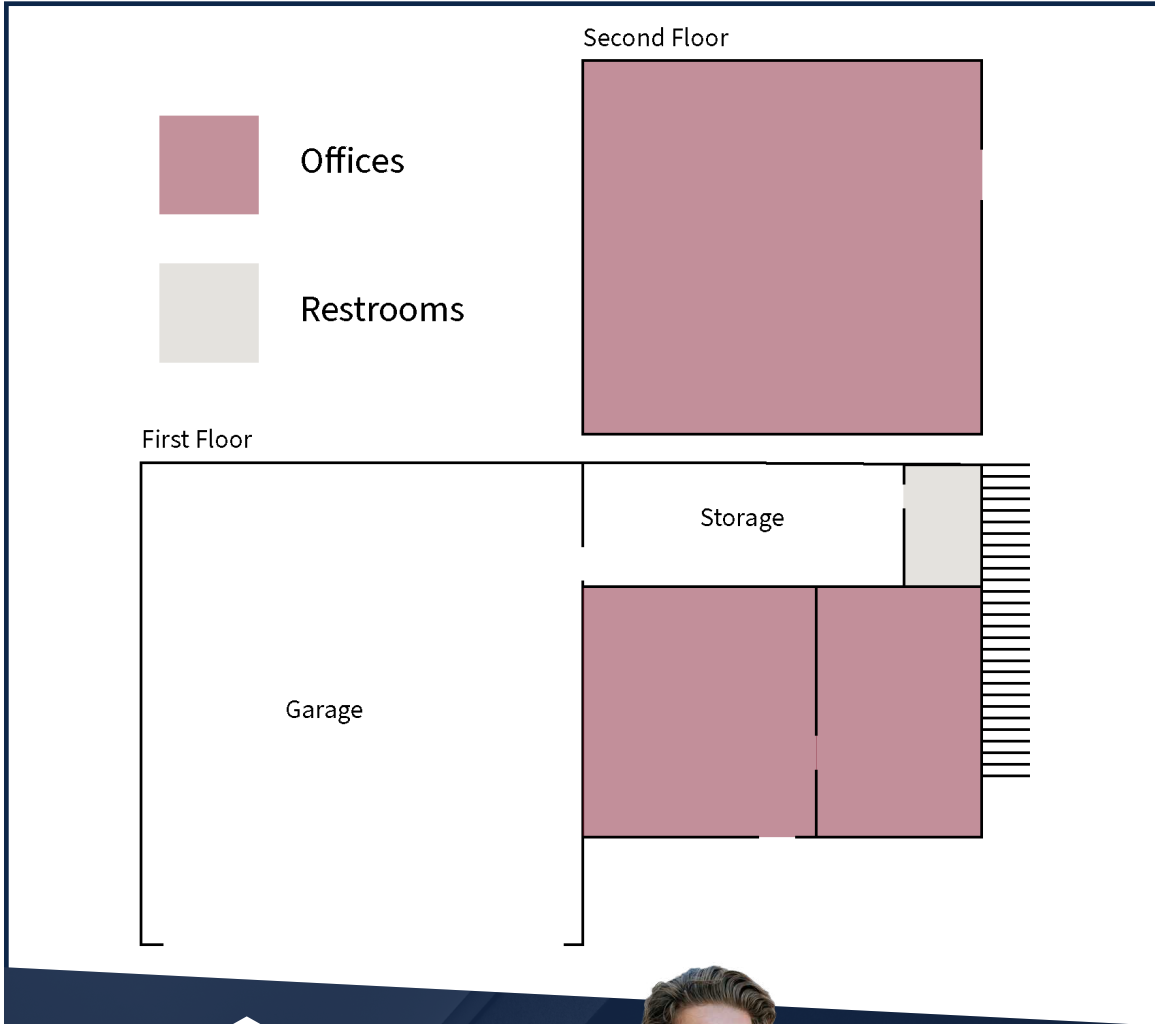 Second Floor
Offices
Restrooms
First Floor
Storage
Garage